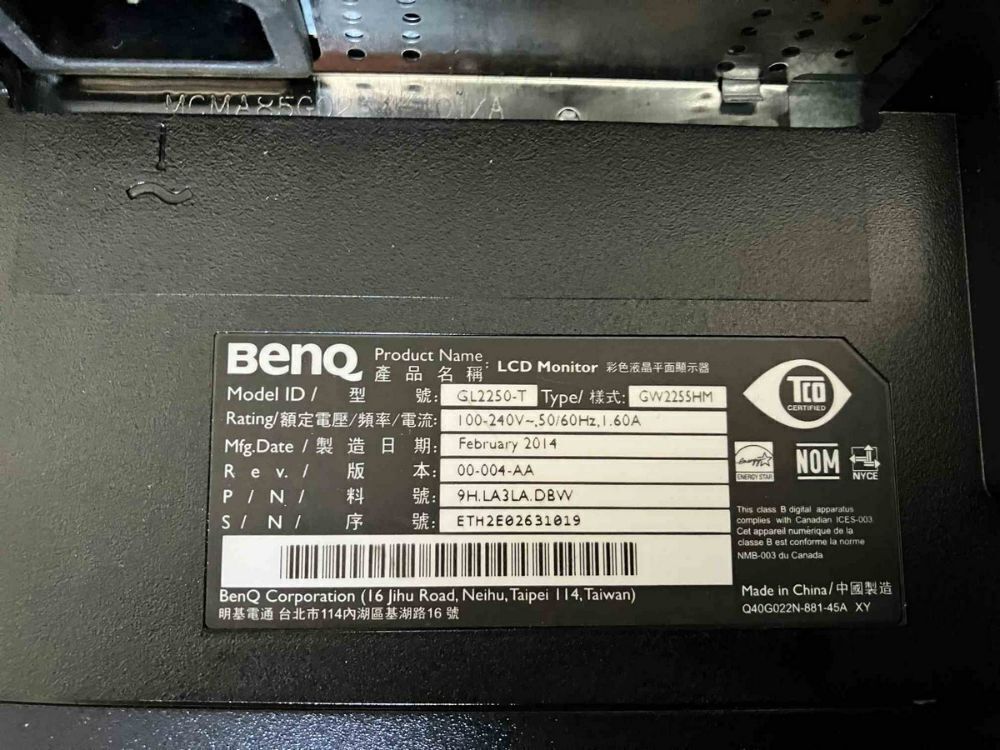 BenQ Product Name / 產品名稱: LCD Monitor 彩色液晶平面顯示器
Model ID / 型 號: GL2250-T Type/ 樣式: GW2255HM
Rating/額定電壓/頻率/電流: 100-240V~,50/60Hz,1.60A
Mfg.Date / 製 造 日 期: February 2014
R e v. / 版 本: 00-004-AA
P / N / 料 號: 9H.LA3LA.DBW
S / N / 序 號: ETH2E02631019
BenQ Corporation (16 Jihu Road, Neihu, Taipei 114, Taiwan)
明基電通 台北市114內湖區基湖路16 號
TCO
CERTIFIED
energy
ENERGY STAR
NOM
NYCE
This class B digital apparatus
complies with Canadian ICES-003
Cet appareil numérique de la
classe B est conforme la norme
NMB-003 du Canada
Made in China/中國製造
Q40G022N-881-45A XY